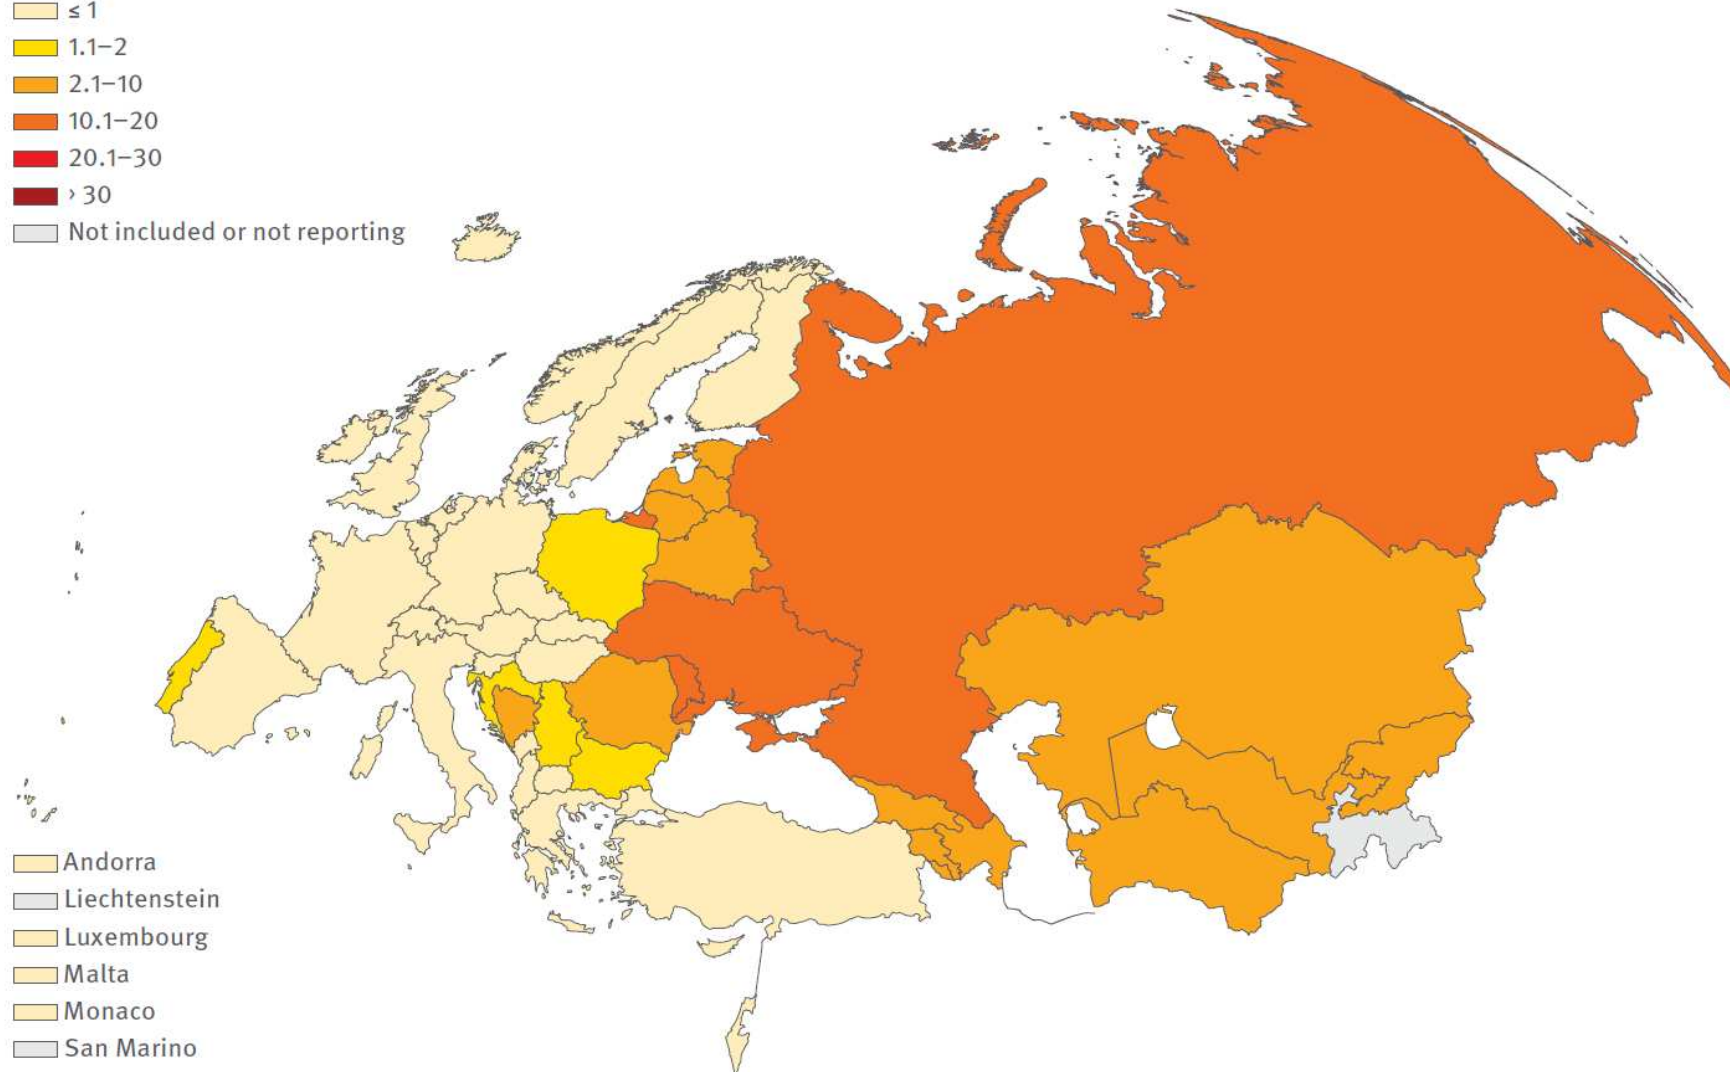 ≤ 1
1.1–2
2.1–10
10.1–20
20.1–30
› 30
Not included or not reporting
Andorra
Liechtenstein
Luxembourg
Malta
Monaco
San Marino